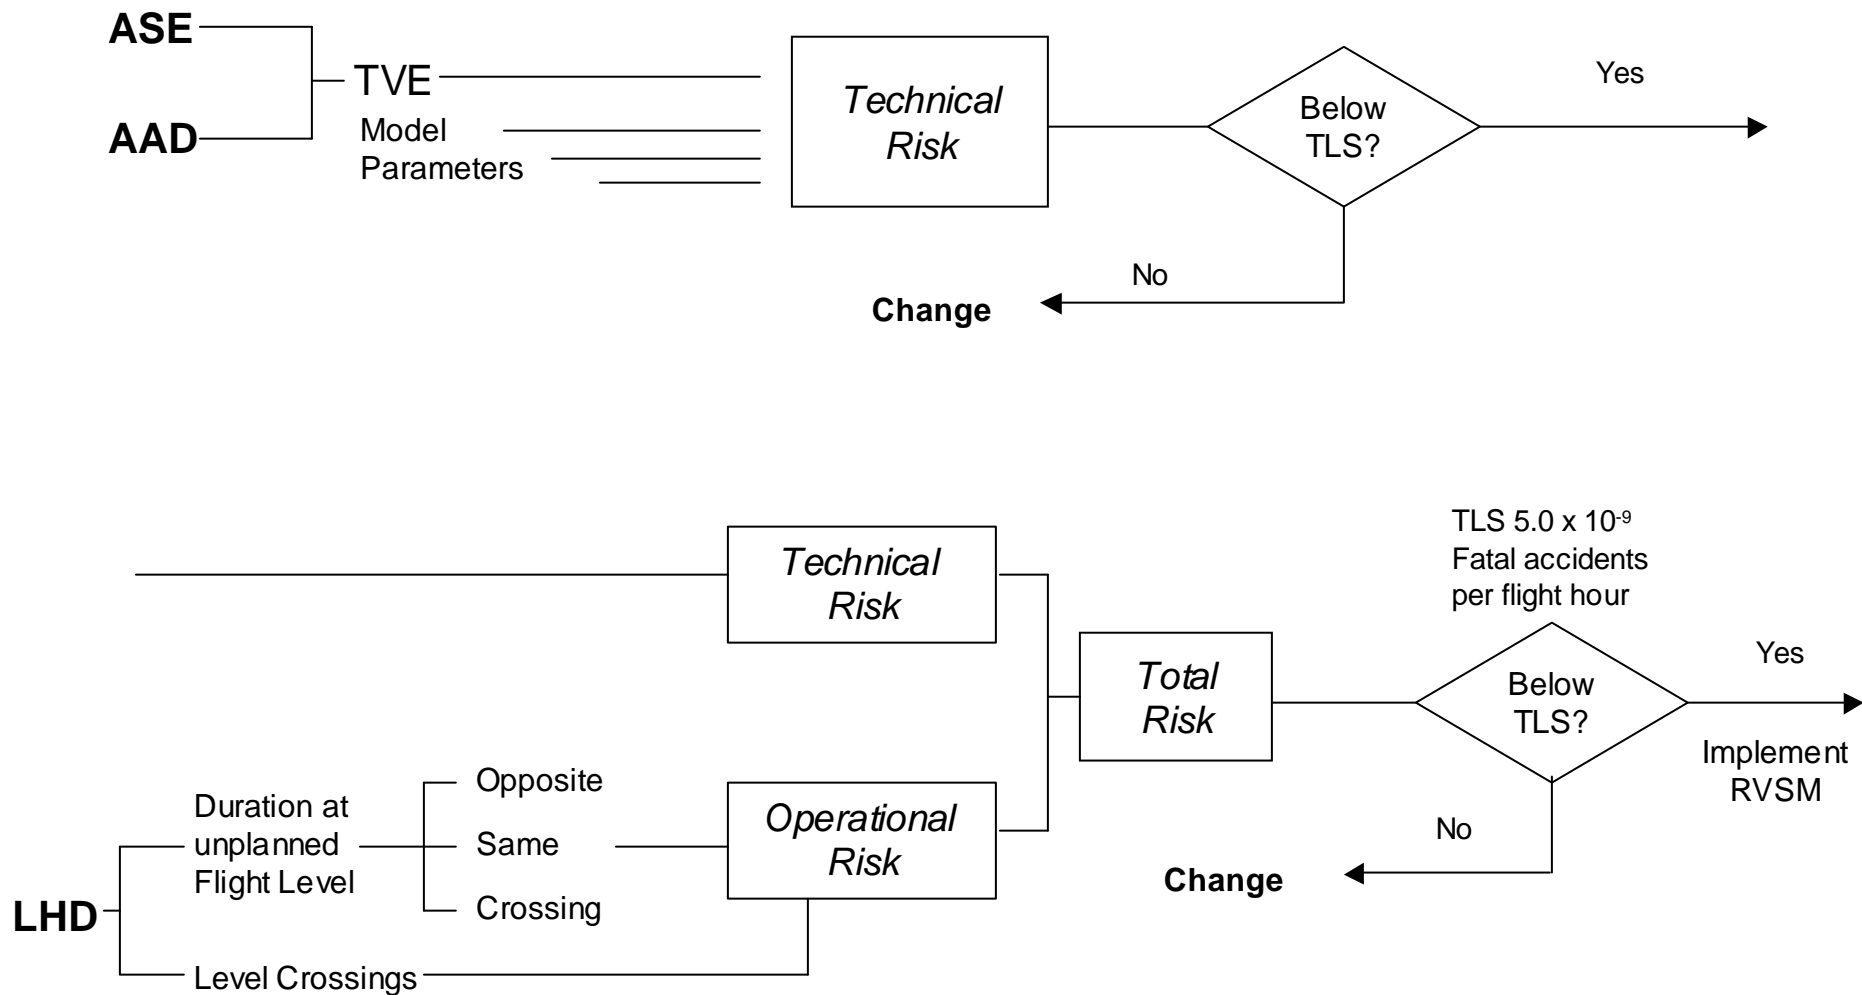 ASE
TVE
AAD
Model
Parameters
Technical
Risk
Below
TLS?
Yes
No
Change
TLS 5.0 x 10⁻⁹
Fatal accidents
per flight hour
Technical
Risk
Total
Risk
Below
TLS?
Yes
Implement
RVSM
No
Change
Opposite
Same
Crossing
Operational
Risk
Duration at
unplanned
Flight Level
LHD
Level Crossings